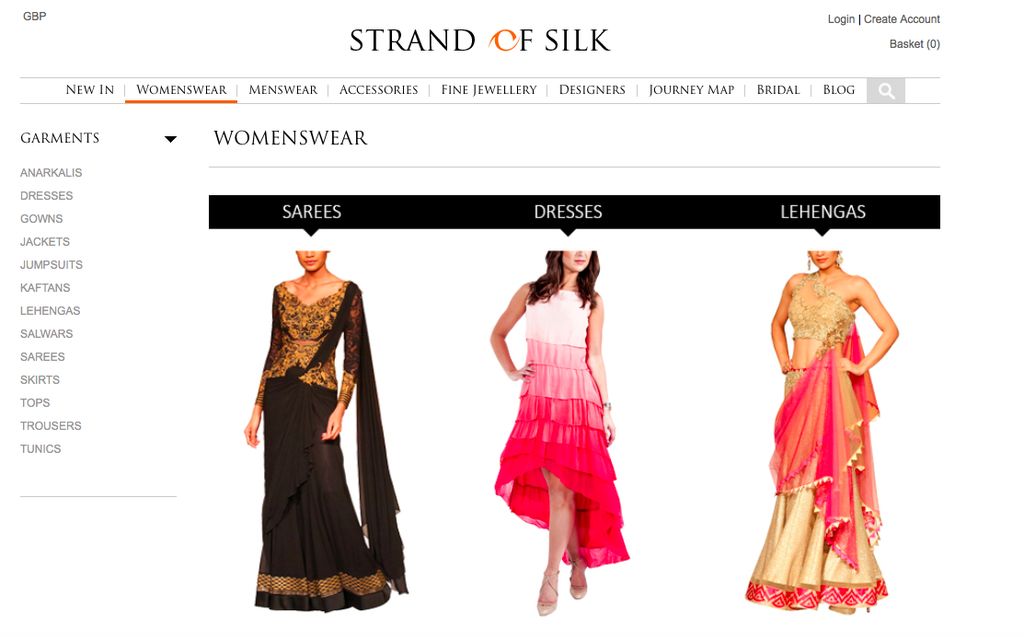 GBP
Login | Create Account
STRAND OF SILK
Basket (0)
NEW IN | WOMENSWEAR | MENSWEAR | ACCESSORIES | FINE JEWELLERY | DESIGNERS | JOURNEY MAP | BRIDAL | BLOG
GARMENTS
WOMENSWEAR
ANARKALIS
DRESSES
GOWNS
JACKETS
JUMPSUITS
KAFTANS
LEHENGAS
SALWARS
SAREES
SKIRTS
TOPS
TROUSERS
TUNICS
SAREES DRESSES LEHENGAS